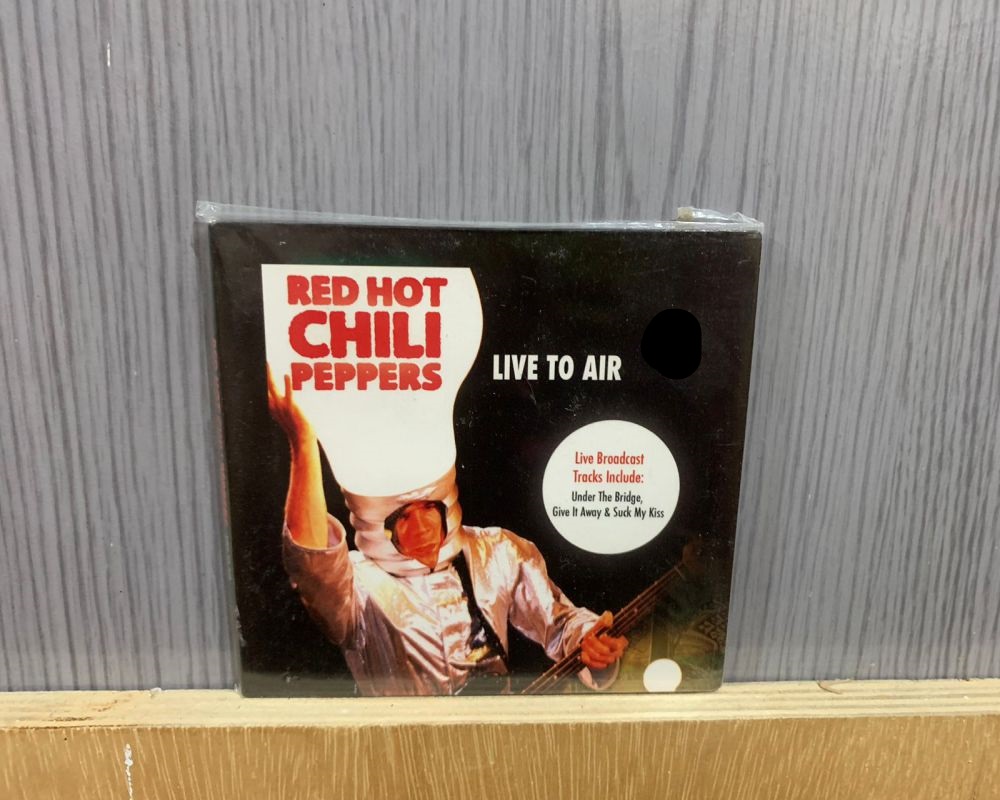 RED HOT
CHILI
PEPPERS
LIVE TO AIR
Live Broadcast
Tracks Include:
Under The Bridge,
Give It Away & Suck My Kiss